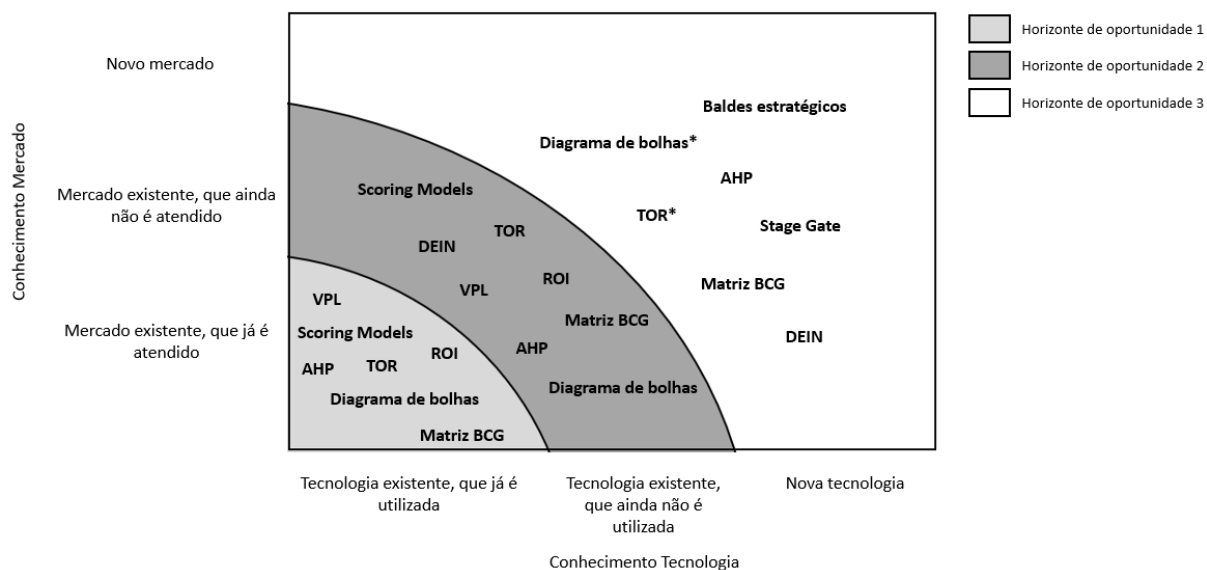 Horizonte de oportunidade 1
Horizonte de oportunidade 2
Horizonte de oportunidade 3
Conhecimento Mercado
Novo mercado
Mercado existente, que ainda
não é atendido
Mercado existente, que já é
atendido
Baldes estratégicos
Diagrama de bolhas*
AHP
TOR*
Stage Gate
Matriz BCG
DEIN
Scoring Models
TOR
DEIN
ROI
VPL
Matriz BCG
AHP
Diagrama de bolhas
VPL
Scoring Models
ROI
AHP
TOR
Diagrama de bolhas
Matriz BCG
Tecnologia existente, que já é
utilizada
Tecnologia existente,
que ainda não é
utilizada
Nova tecnologia
Conhecimento Tecnologia